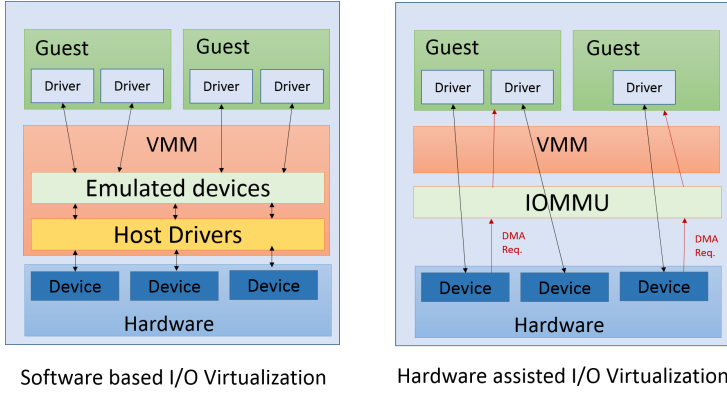 Guest
Guest
Driver
Driver
Driver
Driver
VMM
Emulated devices
Host Drivers
Device
Device
Device
Hardware
Software based I/O Virtualization
Guest
Guest
Driver
Driver
Driver
VMM
IOMMU
DMA
Req.
DMA
Req.
Device
Device
Device
Hardware
Hardware assisted I/O Virtualization